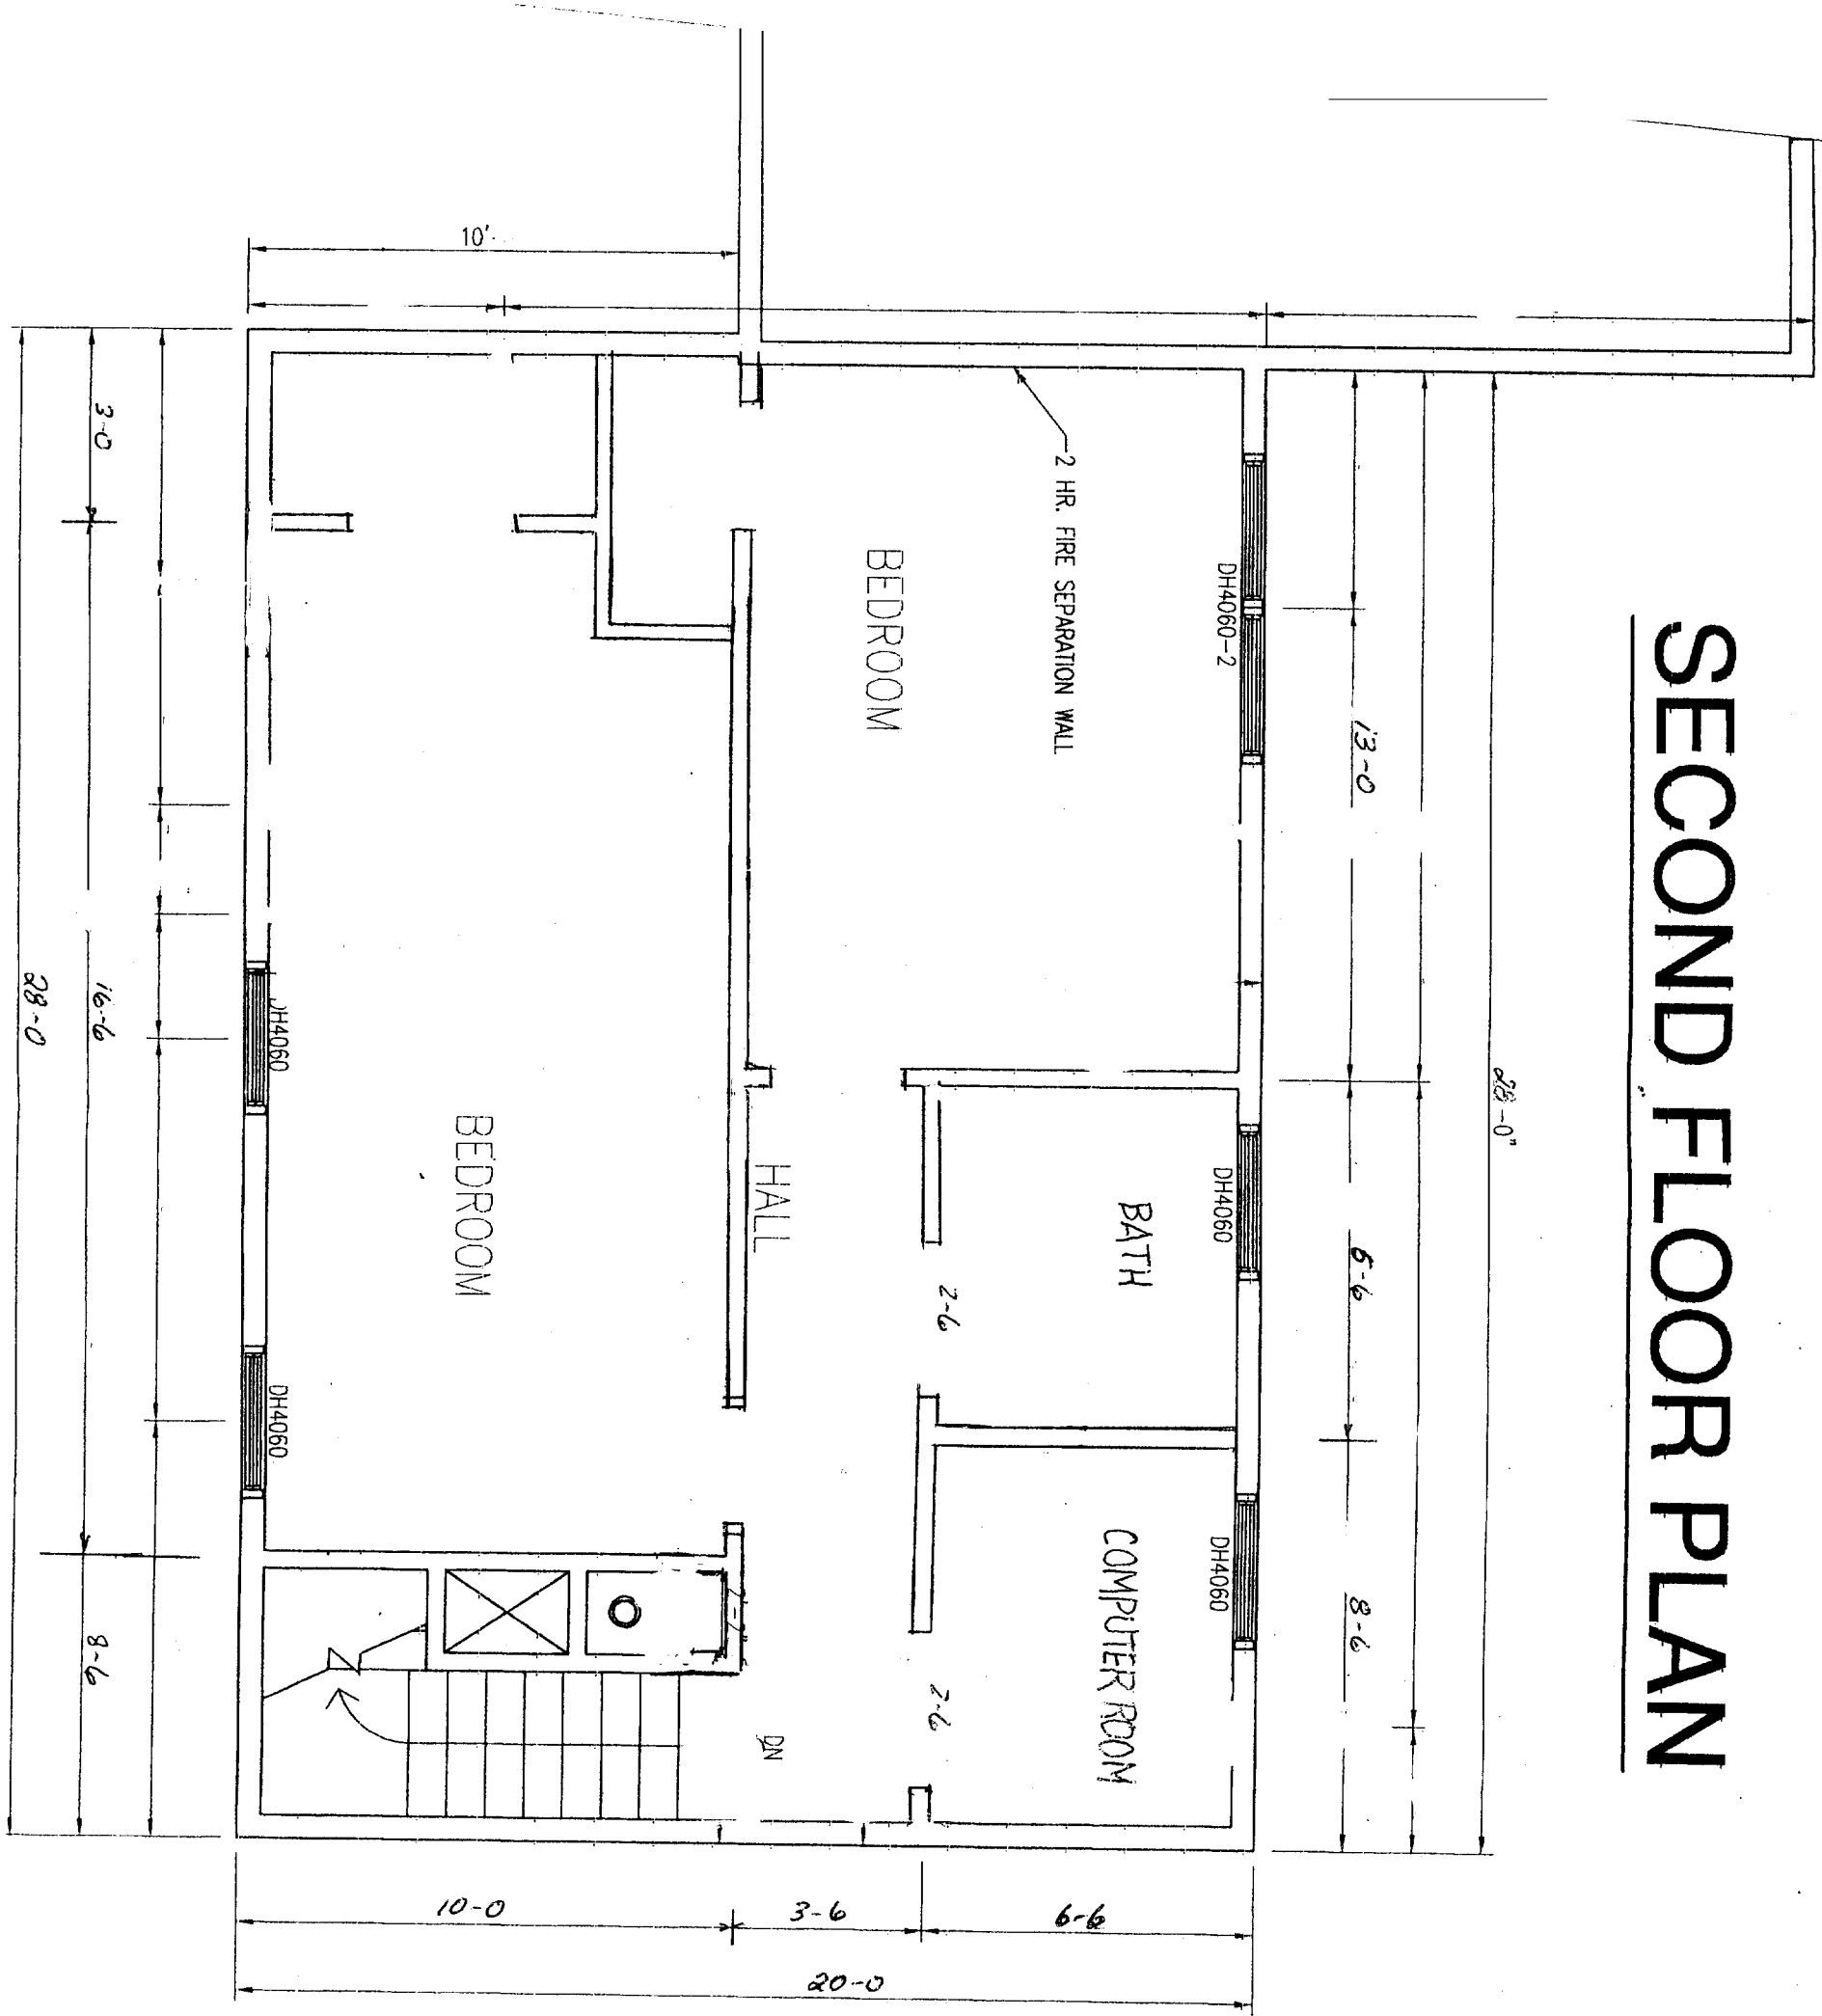 SECOND FLOOR PLAN
28-0"
13-0
6-6
8-6
DH4060-2
DH4060
DH4060
2 HR. FIRE SEPARATION WALL
BEDROOM
BATH
COMPUTER ROOM
2-6
2-6
HALL
DN
BEDROOM
DH4060
DH4060
10'
3-0
16-6
8-6
28-0
10-0
3-6
6-6
20-0